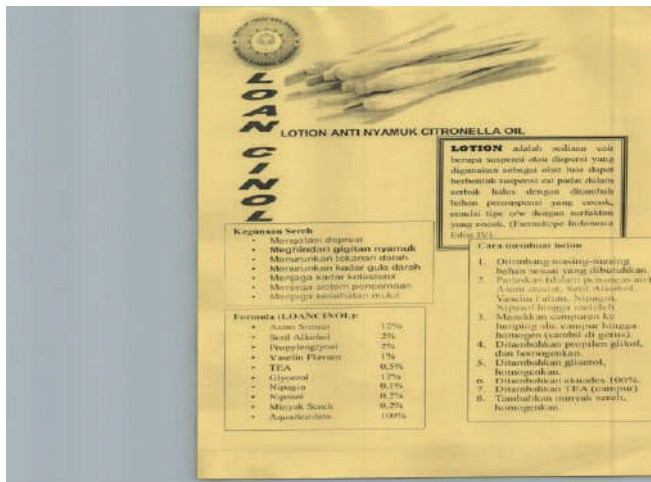 LOAN CINOL
LOTION ANTI NYAMUK CITRONELLA OIL
LOTION adalah sediaan cair
berupa suspensi atau dispersi yang
digunakan sebagai obat luar dapat
berbentuk suspensi zat padat dalam
serbuk halus dengan ditambah
bahan pensuspensi yang cocok,
emulsi tipe o/w dengan surfaktan
yang cocok. (Farmakope Indonesia
Edisi IV)
Kegunaan Sereh
• Mengatasi depresi
• Menghindari gigitan nyamuk
• Menurunkan tekanan darah
• Menurunkan kadar gula darah
• Menjaga kadar kolesterol
• sistem pencernaan
• Menjaga kesehatan mulut
Formula (LOANCINOL):
• Asam Stearat 12%
• Setil Alkohol 2%
• Propylenglycol 2%
• Vaselin Flavum 1%
• TEA 0,5%
• Glycerol 12%
• Nipagin 0,1%
• Nipasol 0,2%
• Minyak Sereh 0,2%
• Aquadestilata 100%
Cara membuat lotion
1. Ditimbang masing-masing
bahan sesuai yang dibutuhkan
2. Panaskan (dalam penangas
Asam stearat, Setil Alkohol,
Vaselin Nipagin,
Nipasol hingga meleleh.
3. Masukkan campuran ke
campur hingga
homogen (sambil di gerus).
4. Ditambahkan propilen glikol,
dan homogenkan.
5. Ditambahkan gliserol,
homogenkan.
6. Ditambahkan akuades 100%.
7. Ditambahkan TEA (campur)
8. Tambahkan minyak sereh,
homogenkan.